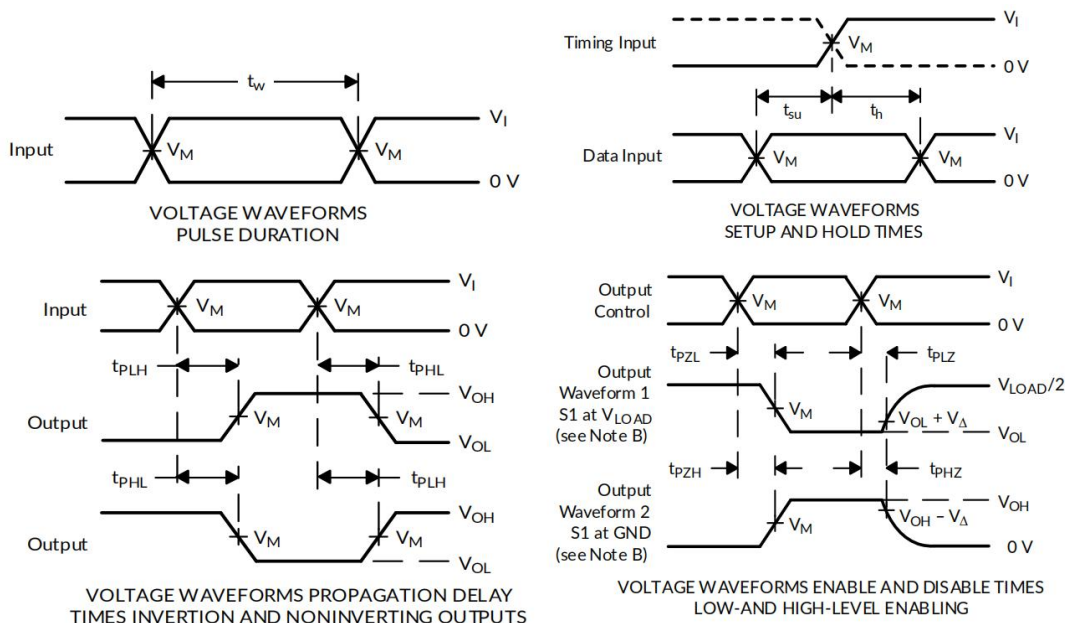 t_w
V_I
Input
V_M
V_M
0 V
VOLTAGE WAVEFORMS
PULSE DURATION
V_I
Timing Input
V_M
0 V
t_su
t_h
V_I
Data Input
V_M
V_M
0 V
VOLTAGE WAVEFORMS
SETUP AND HOLD TIMES
V_I
Input
V_M
V_M
0 V
t_PLH
t_PHL
V_OH
Output
V_M
V_M
V_OL
t_PHL
t_PLH
V_OH
Output
V_M
V_M
V_OL
VOLTAGE WAVEFORMS PROPAGATION DELAY
TIMES INVERTION AND NONINVERTING OUTPUTS
V_I
Output
Control
V_M
V_M
0 V
t_PZL
t_PLZ
Output
Waveform 1
S1 at V_LOAD
(see Note B)
V_LOAD/2
V_M
V_OL + V_Δ
V_OL
t_PZH
t_PHZ
Output
Waveform 2
S1 at GND
(see Note B)
V_OH
V_M
V_OH − V_Δ
0 V
VOLTAGE WAVEFORMS ENABLE AND DISABLE TIMES
LOW-AND HIGH-LEVEL ENABLING